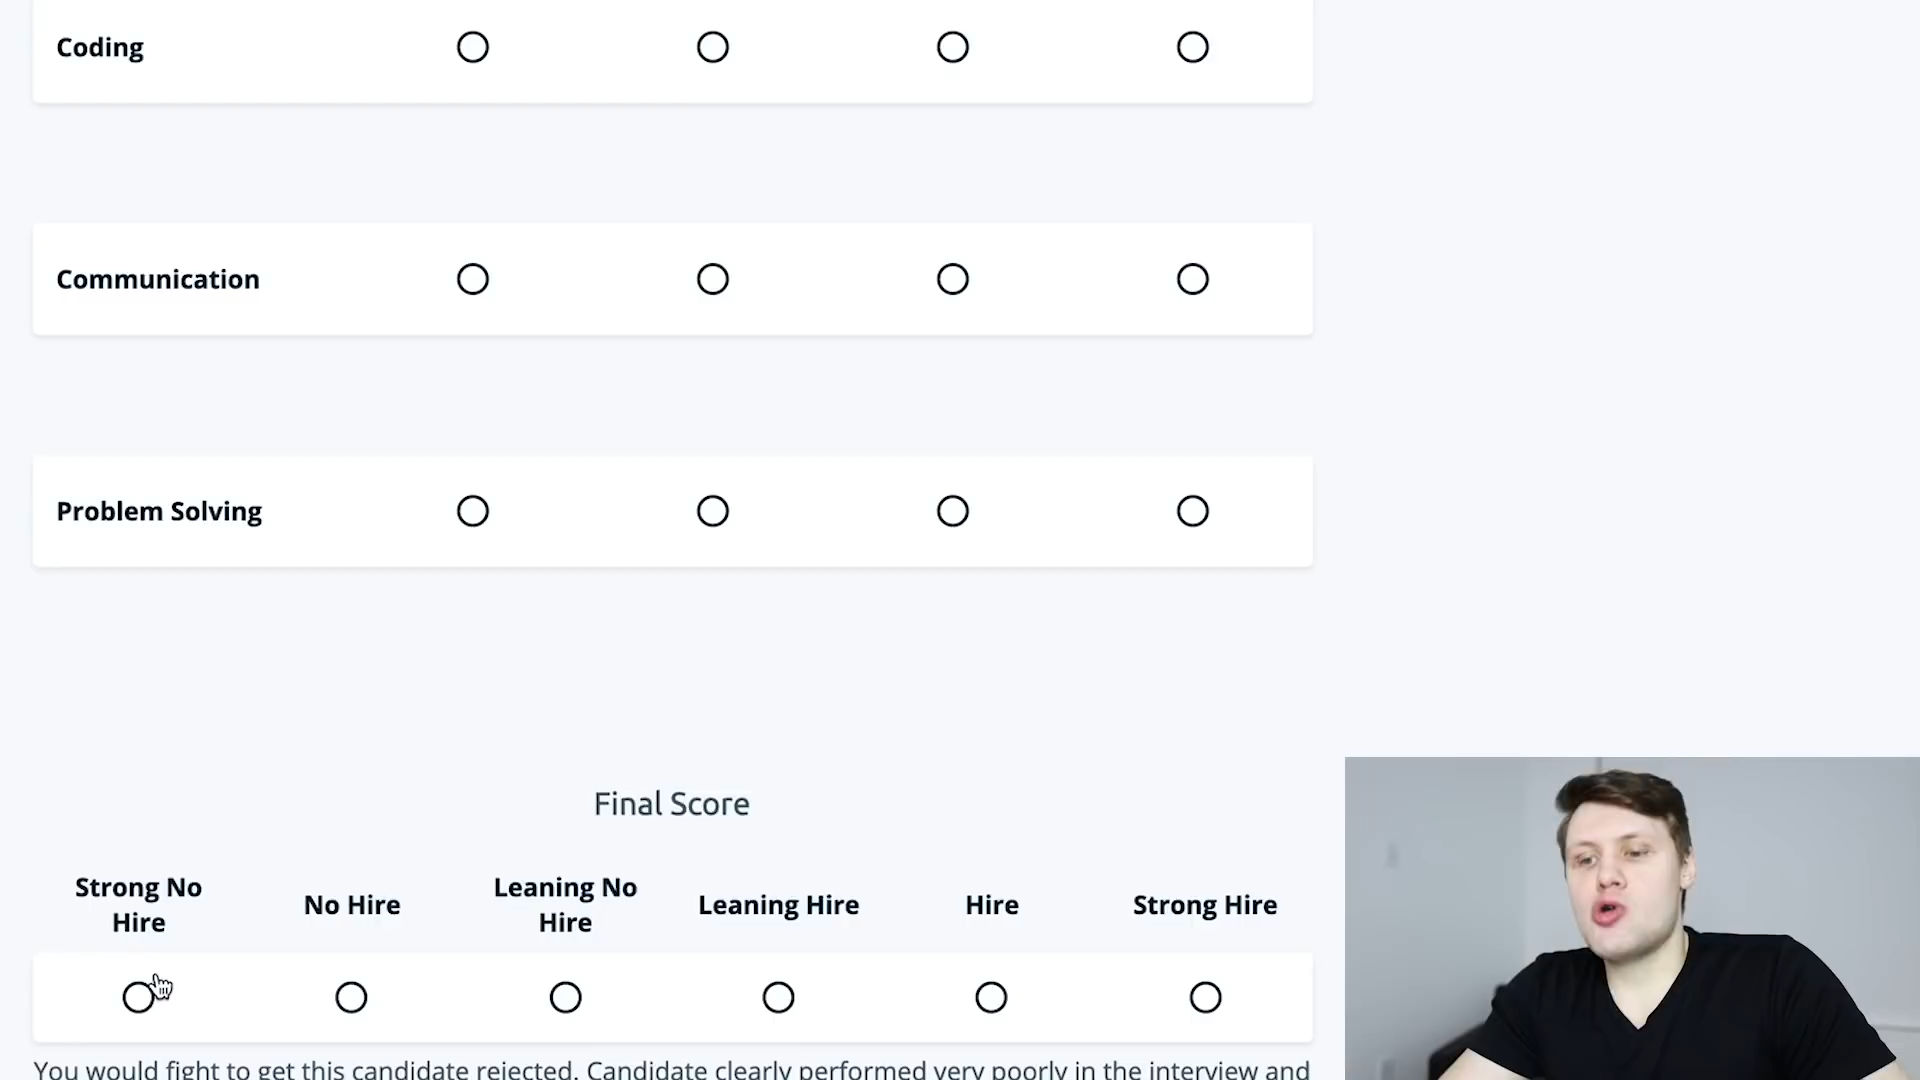 Coding
Communication
Problem Solving
Final Score
Strong No Hire
No Hire
Leaning No Hire
Leaning Hire
Hire
Strong Hire
You would fight to get this candidate rejected. Candidate clearly performed very poorly in the interview and